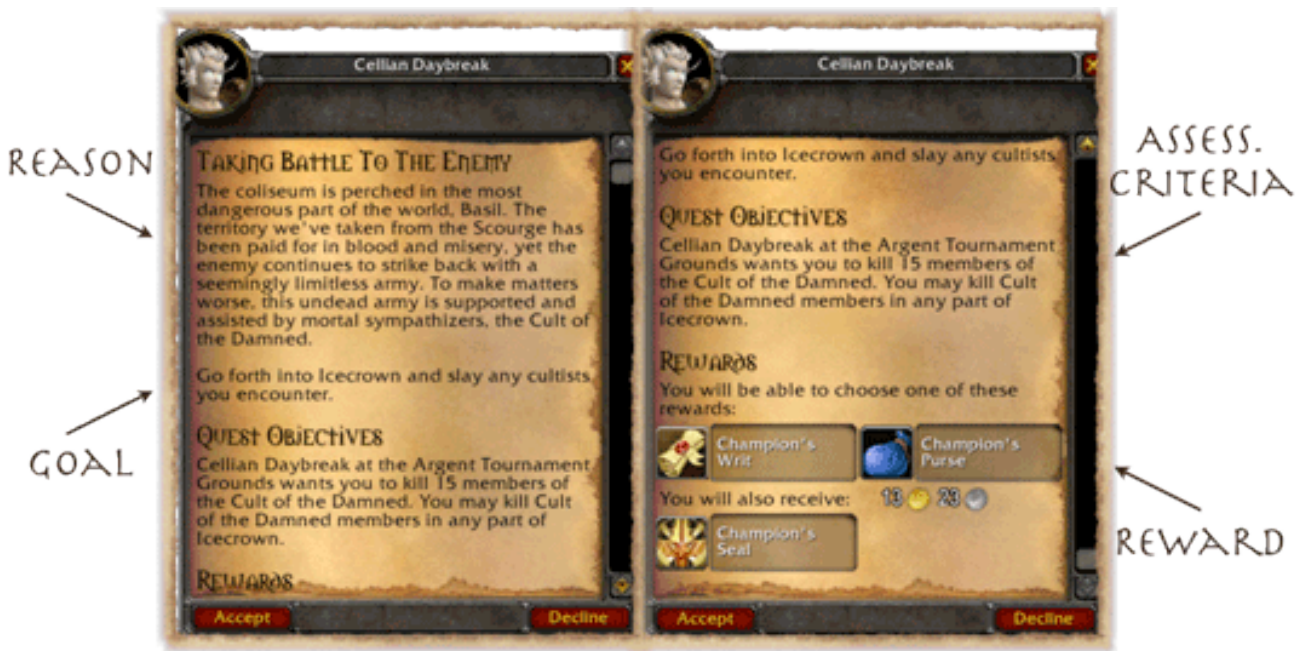 REASON
GOAL
Cellian Daybreak
TAKING BATTLE TO THE ENEMY
The coliseum is perched in the most
dangerous part of the world, Basil. The
territory we've taken from the Scourge has
been paid for in blood and misery, yet the
enemy continues to strike back with a
seemingly limitless army. To make matters
worse, this undead army is supported and
assisted by mortal sympathizers, the Cult of
the Damned.
Go forth into Icecrown and slay any cultists
you encounter.
QUEST OBJECTIVES
Cellian Daybreak at the Argent Tournament
Grounds wants you to kill 15 members of
the Cult of the Damned. You may kill Cult
of the Damned members in any part of
Icecrown.
REWARDS
Accept Decline
Cellian Daybreak
Go forth into Icecrown and slay any cultists
you encounter.
QUEST OBJECTIVES
Cellian Daybreak at the Argent Tournament
Grounds wants you to kill 15 members of
the Cult of the Damned. You may kill Cult
of the Damned members in any part of
Icecrown.
REWARDS
You will be able to choose one of these
rewards:
Champion's Writ
Champion's Purse
You will also receive: 13 23
Champion's Seal
Accept Decline
ASSESS.
CRITERIA
REWARD